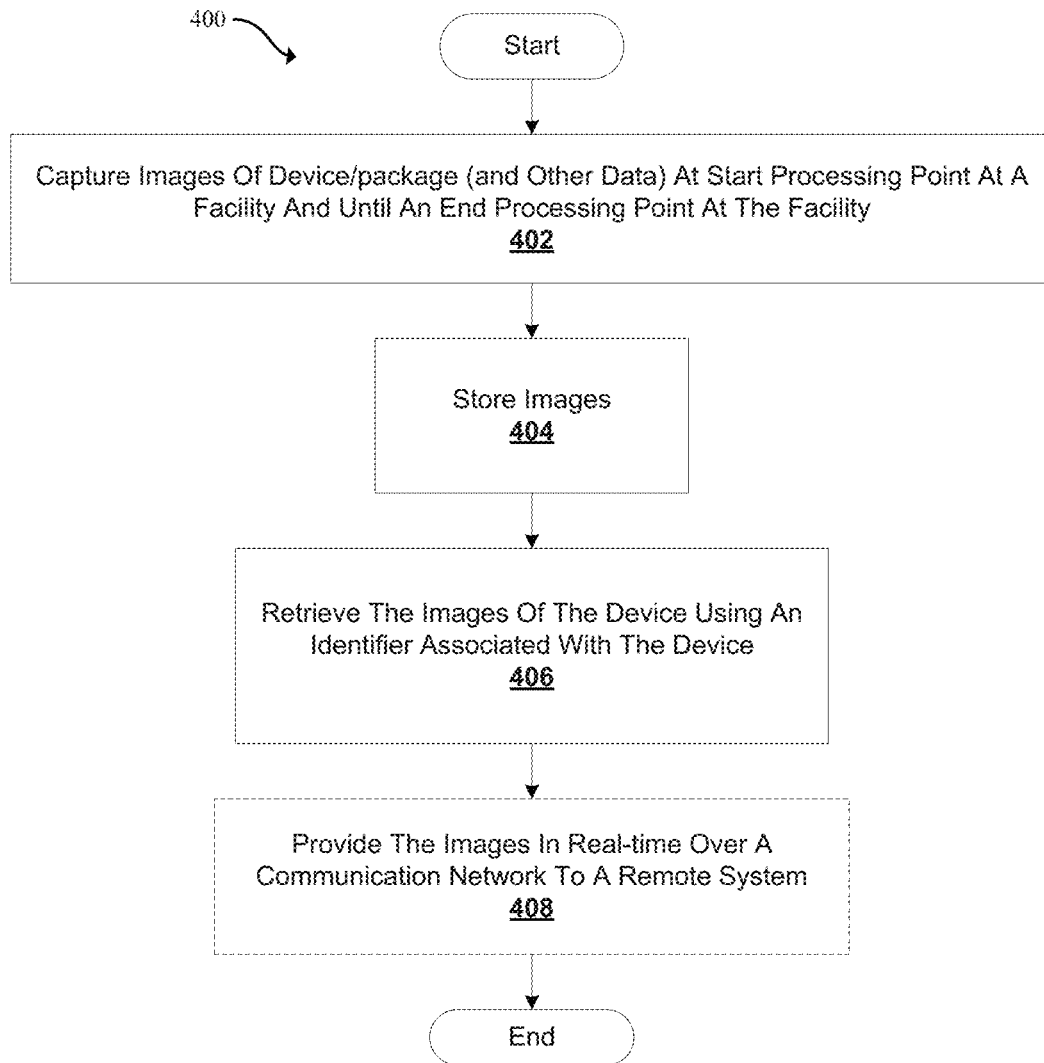 400
Start
Capture Images Of Device/package (and Other Data) At Start Processing Point At A
Facility And Until An End Processing Point At The Facility
402
Store Images
404
Retrieve The Images Of The Device Using An
Identifier Associated With The Device
406
Provide The Images In Real-time Over A
Communication Network To A Remote System
408
End